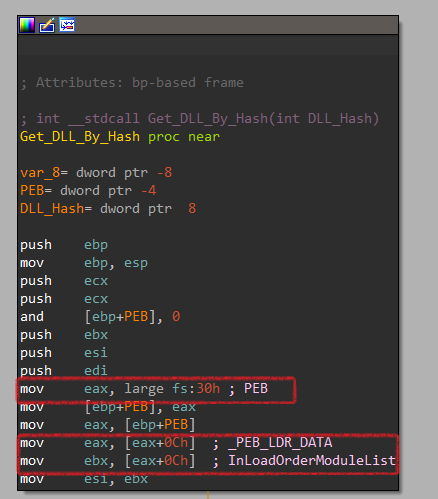 ; Attributes: bp-based frame
; int __stdcall Get_DLL_By_Hash(int DLL_Hash)
Get_DLL_By_Hash proc near
var_8= dword ptr -8
PEB= dword ptr -4
DLL_Hash= dword ptr  8
push    ebp
mov     ebp, esp
push    ecx
push    ecx
and     [ebp+PEB], 0
push    ebx
push    esi
push    edi
mov     eax, large fs:30h ; PEB
mov     [ebp+PEB], eax
mov     eax, [ebp+PEB]
mov     eax, [eax+0Ch]  ; _PEB_LDR_DATA
mov     ebx, [eax+0Ch]  ; InLoadOrderModuleList
mov     esi, ebx